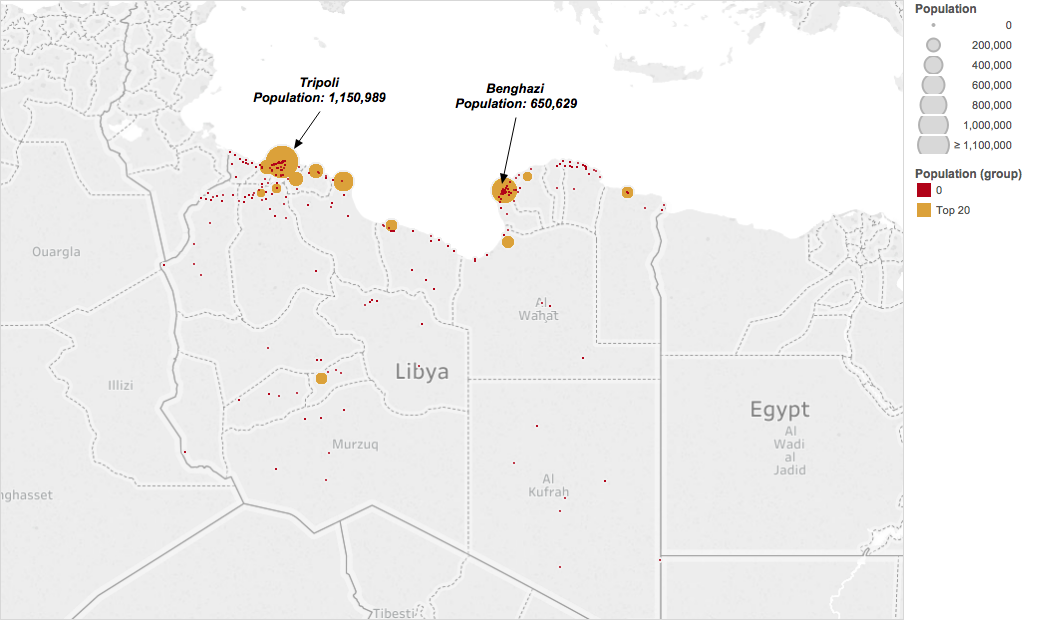 Tripoli
Population: 1,150,989
Benghazi
Population: 650,629
Ouargla
Illizi
nghasset
Libya
Murzuq
Al
Wahat
Al
Kufrah
Egypt
Al
Wadi
al
Jadid
Tibesti
Population
0
200,000
400,000
600,000
800,000
1,000,000
≥ 1,100,000
Population (group)
0
Top 20